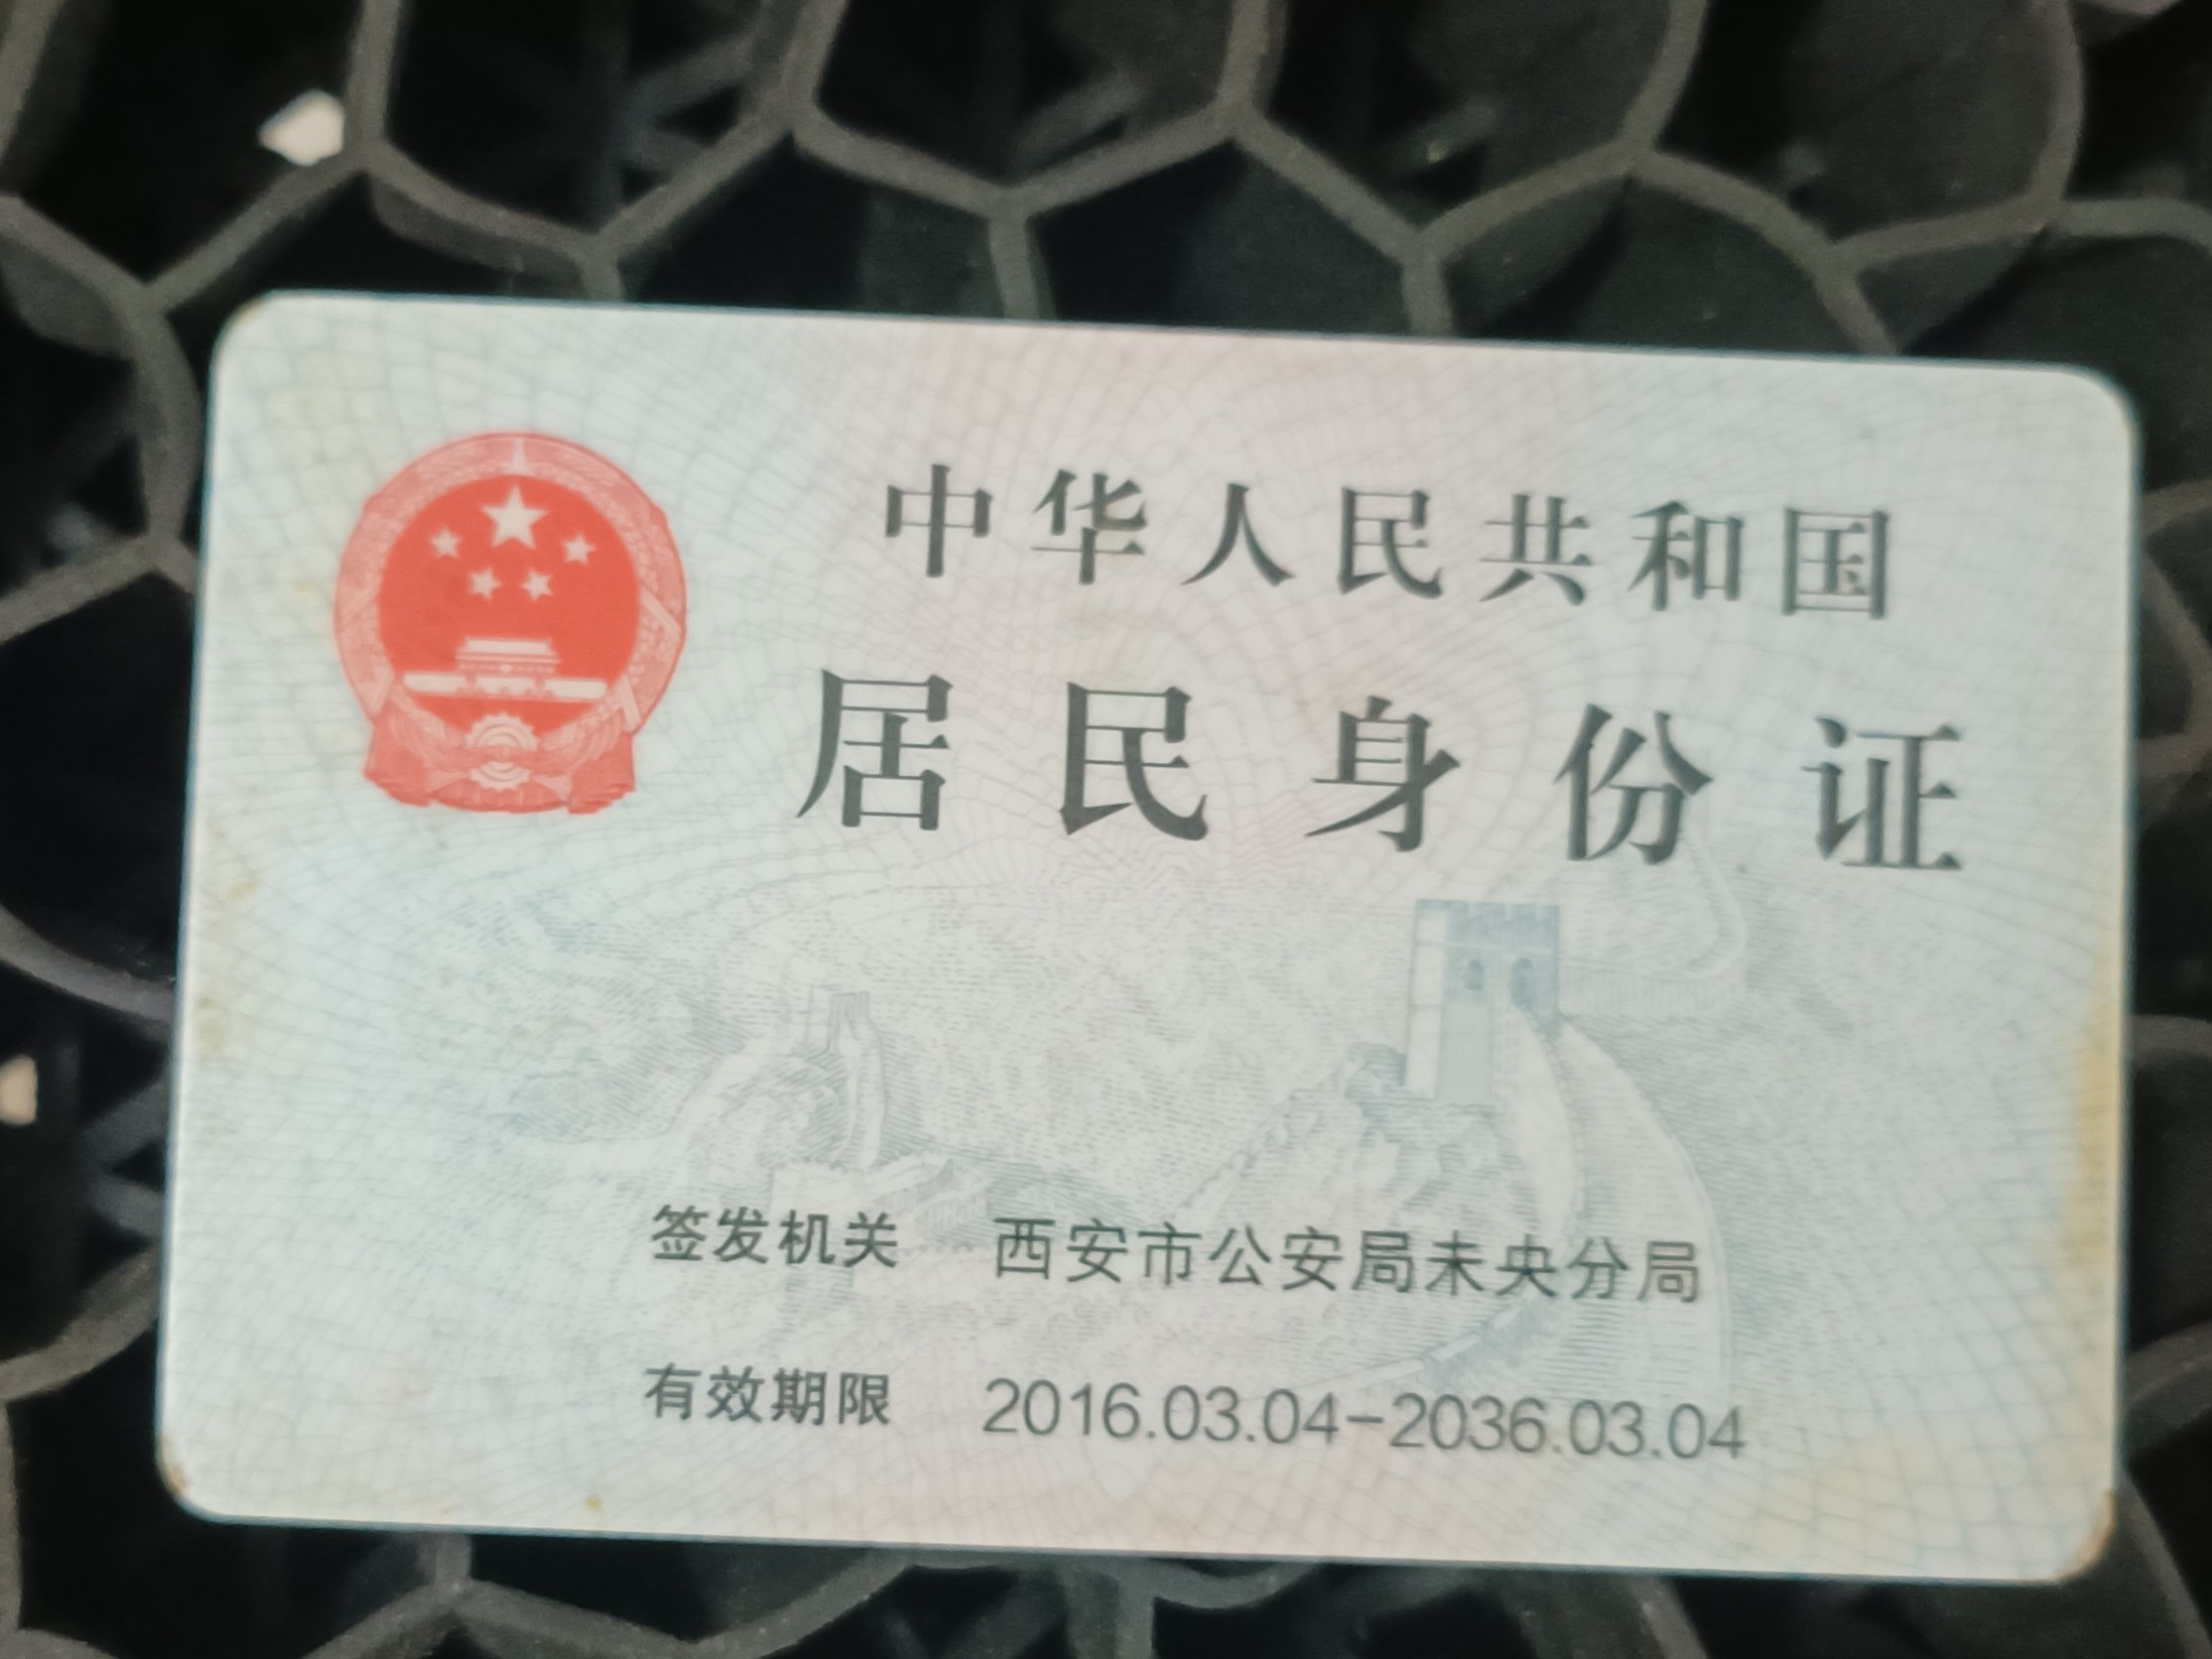 中华人民共和国
居民身份证
签发机关 西安市公安局未央分局
有效期限 2016.03.04-2036.03.04